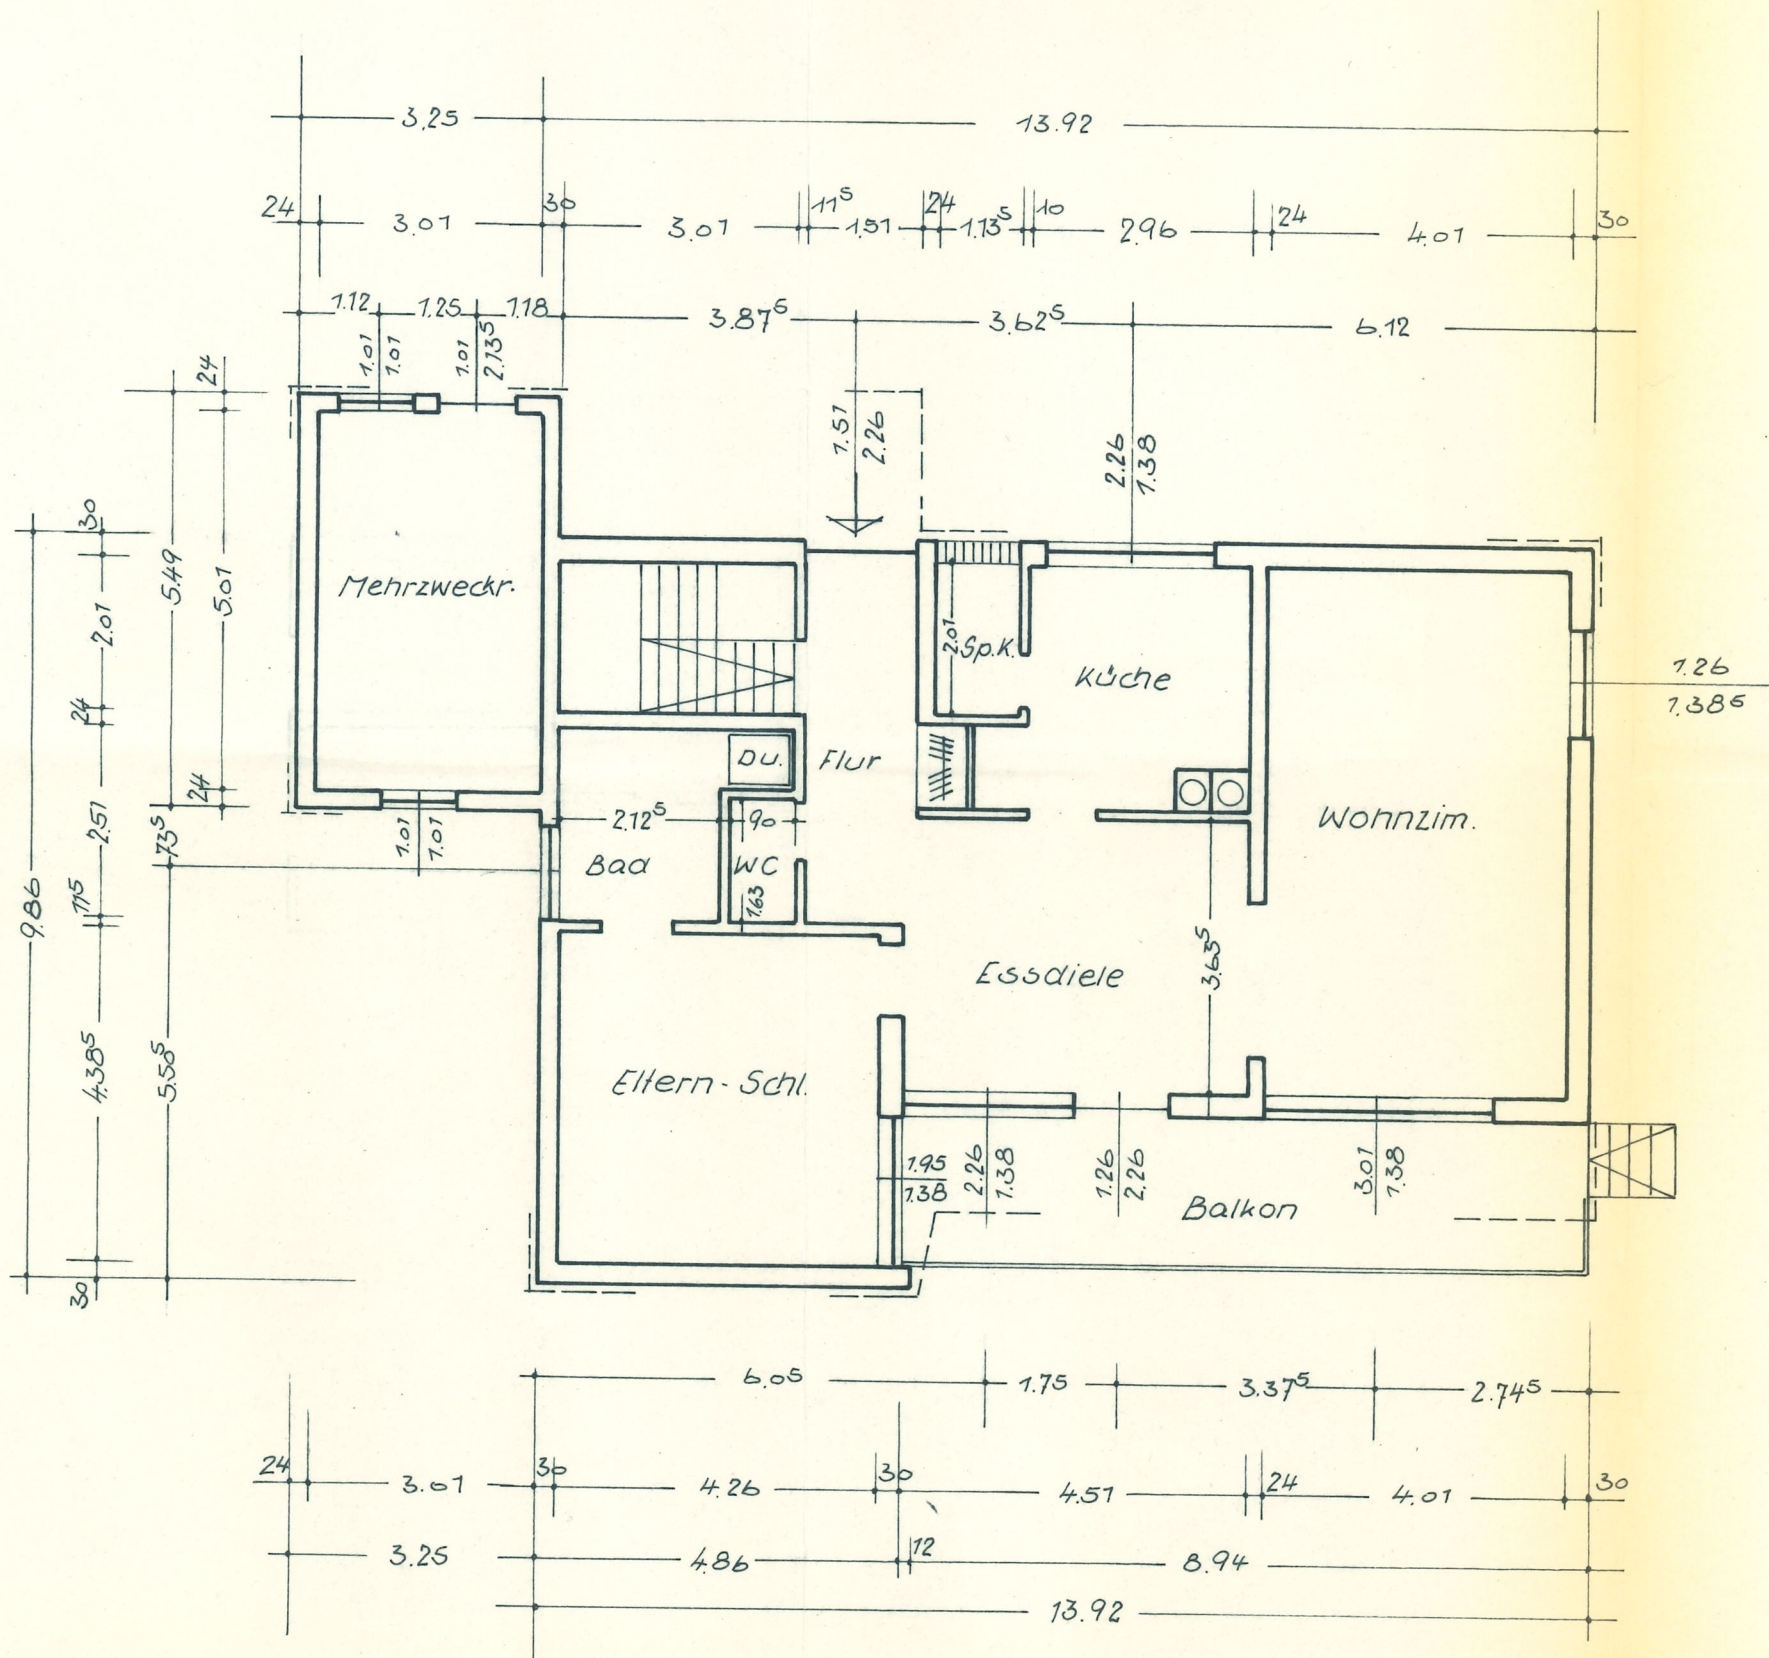 3.25 13.92
24 3.01 30 3.01 11⁵ 1.51 24 1.13⁵ 10 2.96 24 4.01 30
1.12 1.25 1.18 3.87⁵ 3.62⁵ 6.12
1.01 1.01 1.01 2.13⁵
1.51 2.26
2.26 1.38
24
5.01
24
5.49
73⁵
5.50⁵
30
2.01
24
2.51
11⁵
4.38⁵
30
9.86
Mehrzweckr.
2.01
Sp.K.
Küche
1.26
1.38⁵
Du.
Flur
Wohnzim.
1.01 1.01
2.12⁵
90
Bad
WC
1.63
Essdiele
3.63⁵
Eltern-Schl.
1.95
1.38
2.26 1.38
1.26 2.26
3.01 1.38
Balkon
6.05 1.75 3.37⁵ 2.74⁵
24 3.01 30 4.26 30 4.51 24 4.01 30
3.25 4.86 12 8.94
13.92